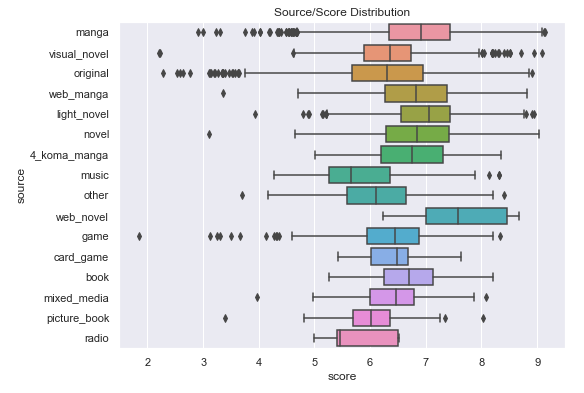 Source/Score Distribution
manga
visual_novel
original
web_manga
light_novel
novel
4_koma_manga
music
other
web_novel
game
card_game
book
mixed_media
picture_book
radio
source
2 3 4 5 6 7 8 9
score